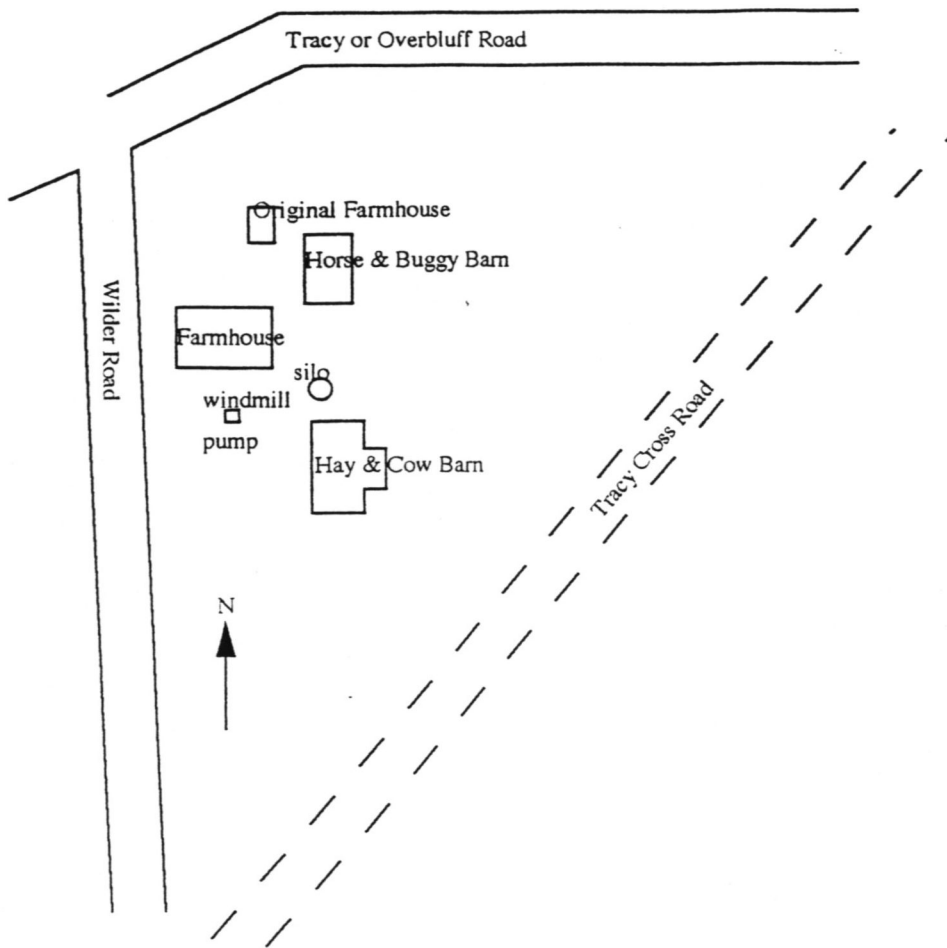 Tracy or Overbluff Road
Original Farmhouse
Horse & Buggy Barn
Wilder Road
Farmhouse
silo
windmill
pump
Hay & Cow Barn
Tracy Cross Road
N